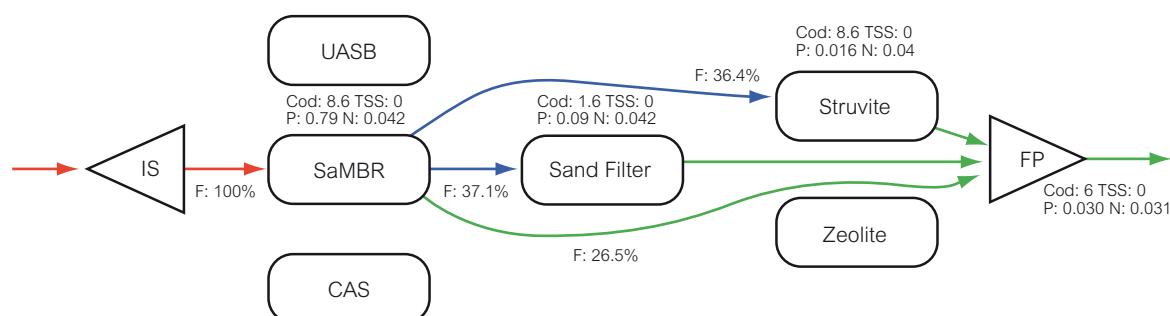 UASB
Cod: 8.6 TSS: 0
P: 0.016 N: 0.04
F: 36.4%
Cod: 8.6 TSS: 0
P: 0.79 N: 0.042
Cod: 1.6 TSS: 0
P: 0.09 N: 0.042
Struvite
IS
F: 100%
SaMBR
F: 37.1%
Sand Filter
FP
Cod: 6 TSS: 0
P: 0.030 N: 0.031
F: 26.5%
Zeolite
CAS